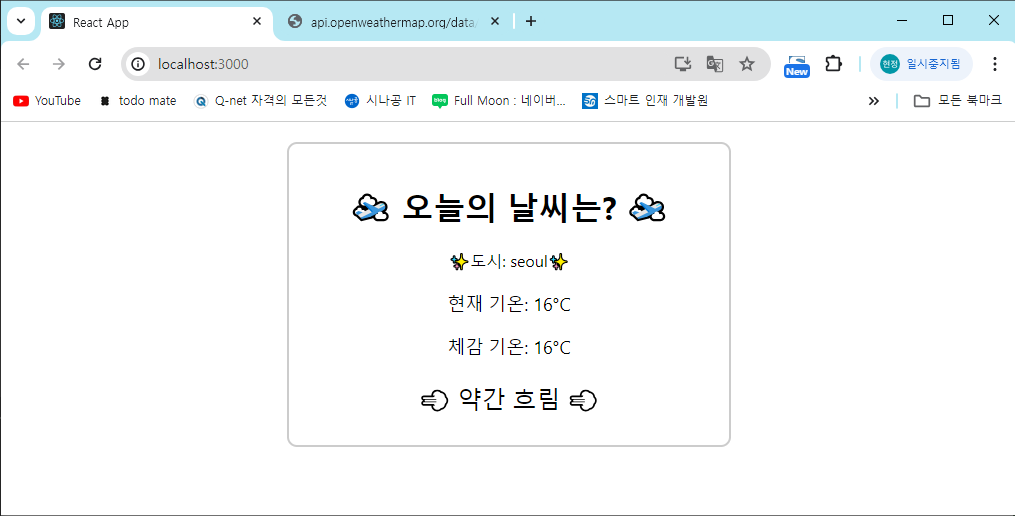 React App
api.openweathermap.org/data/
localhost:3000
New
현정
일시중지됨
YouTube
todo mate
Q-net 자격의 모든것
시나공 IT
Full Moon : 네이버...
스마트 인재 개발원
모든 북마크
오늘의 날씨는?
✨도시: seoul✨
현재 기온: 16°C
체감 기온: 16°C
약간 흐림